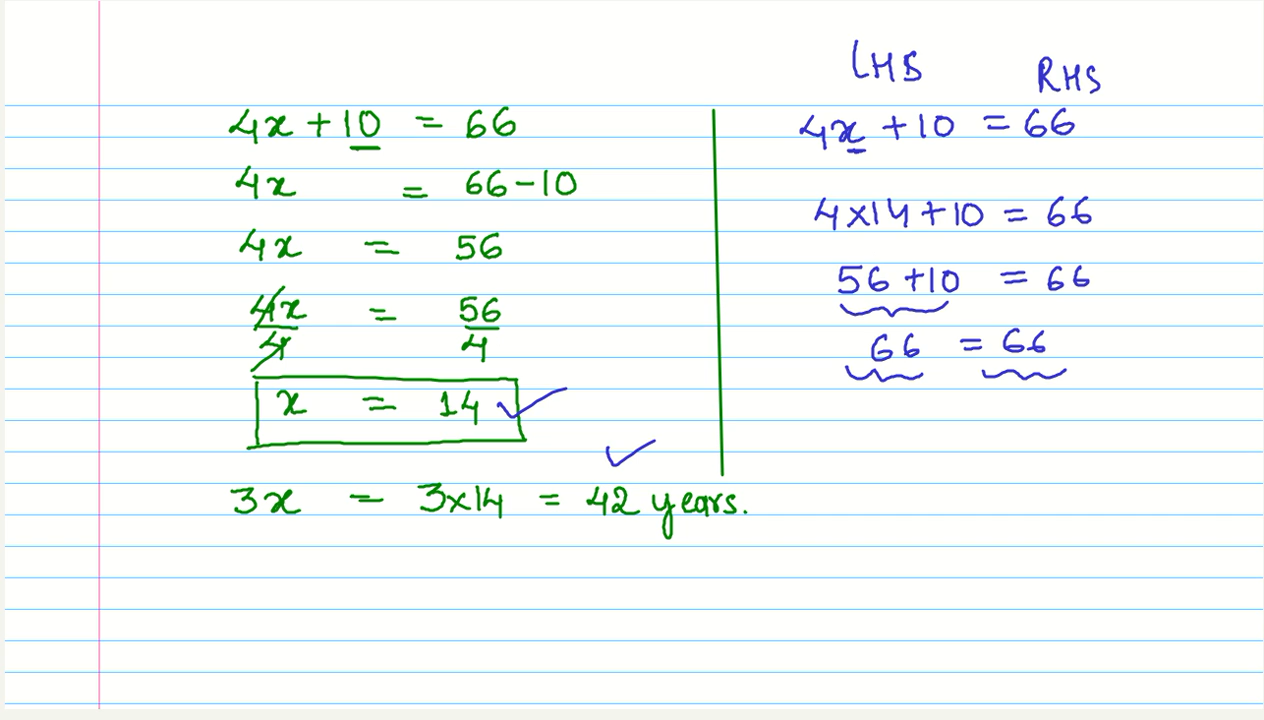 4x + 10 = 66
4x = 66 - 10
4x = 56
4x/4 = 56/4
x = 14 ✓
✓
3x = 3x14 = 42 years.
LHS RHS
4x + 10 = 66
4x14 + 10 = 66
56 + 10 = 66
66 = 66